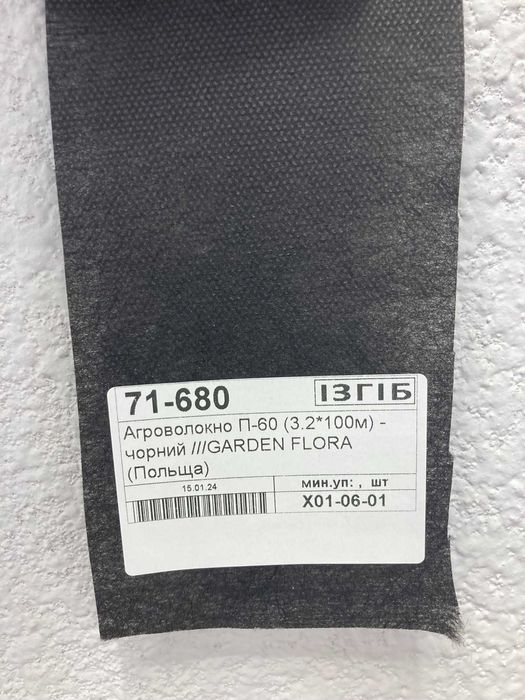 71-680
ІЗГІБ
Агроволокно П-60 (3.2*100м) -
чорний ///GARDEN FLORA
(Польща)
15.01.24
мин.уп: , шт
X01-06-01